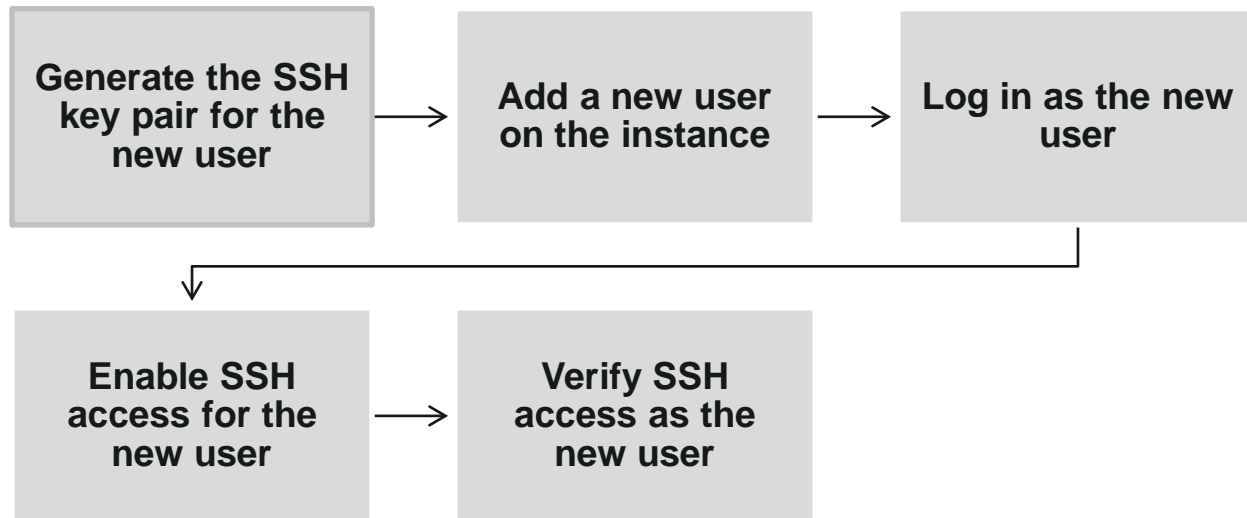 Generate the SSH
key pair for the
new user
Add a new user
on the instance
Log in as the new
user
Enable SSH
access for the
new user
Verify SSH
access as the
new user